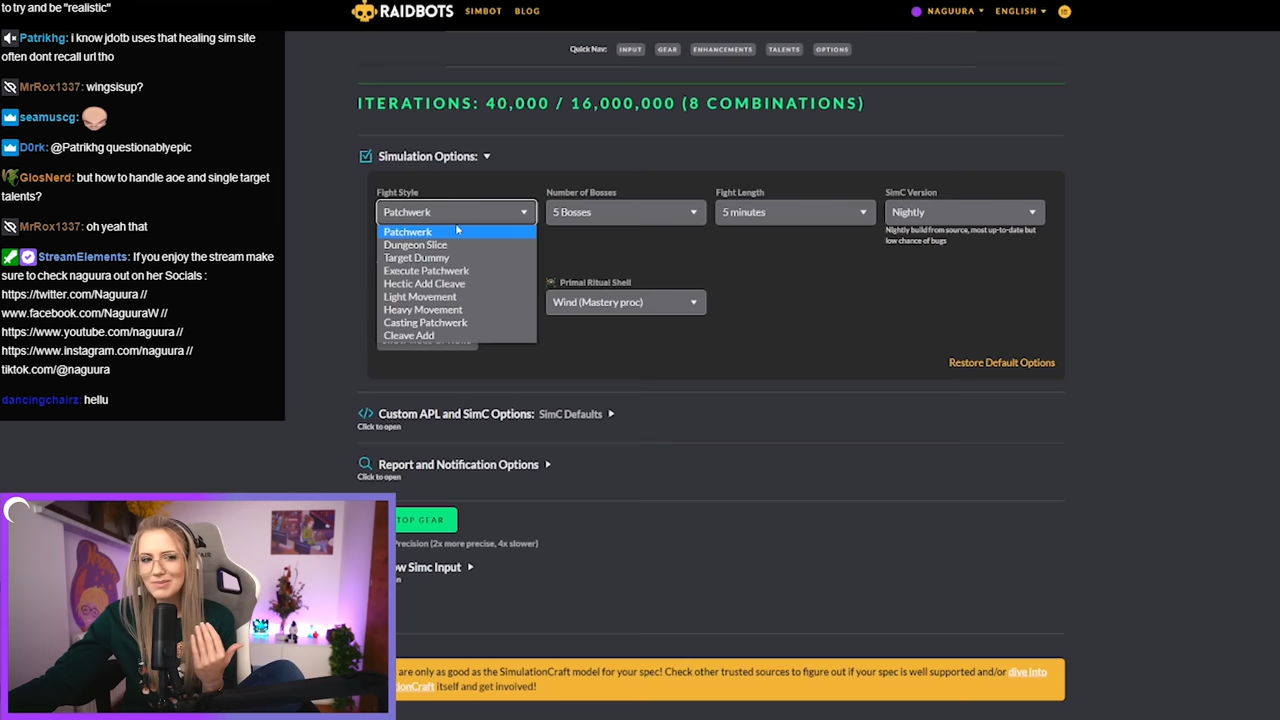 to try and be "realistic"
Patrikhg: i know jdotb uses that healing sim site
often dont recall url tho
MrRox1337: wingsisup?
seamuscg:
D0rk: @Patrikhg questionablyepic
GlosNerd: but how to handle aoe and single target
talents?
MrRox1337: oh yeah that
StreamElements: If you enjoy the stream make
sure to check naguura out on her Socials :
https://twitter.com/Naguura //
www.facebook.com/NaguuraW //
https://www.youtube.com/naguura //
https://www.instagram.com/naguura //
tiktok.com/@naguura
dancingchairz: hellu
RAIDBOTS SIMBOT BLOG NAGUURA ENGLISH
Quick Nav: INPUT GEAR ENHANCEMENTS TALENTS OPTIONS
ITERATIONS: 40,000 / 16,000,000 (8 COMBINATIONS)
Simulation Options:
Fight Style Number of Bosses Fight Length SimC Version
Patchwerk 5 Bosses 5 minutes Nightly
Nightly build from source, most up-to-date but
low chance of bugs
Patchwerk
Dungeon Slice
Target Dummy
Execute Patchwerk
Hectic Add Cleave
Light Movement
Heavy Movement
Casting Patchwerk
Cleave Add
Primal Ritual Shell
Wind (Mastery proc)
Restore Default Options
Custom APL and SimC Options: SimC Defaults
Click to open
Report and Notification Options
Click to open
TOP GEAR
Precision (2x more precise, 4x slower)
ow Simc Input
are only as good as the SimulationCraft model for your spec! Check other trusted sources to figure out if your spec is well supported and/or dive into
itself and get involved!